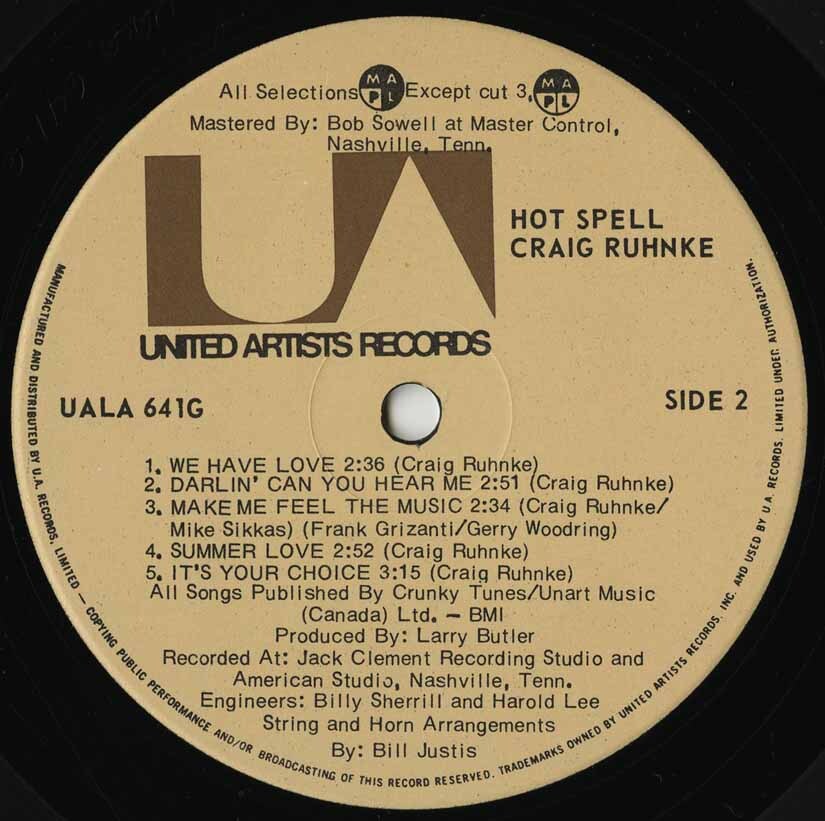 All Selections MAPL Except cut 3, MAPL
Mastered By: Bob Sowell at Master Control,
Nashville, Tenn.
UA
HOT SPELL
CRAIG RUHNKE
UNITED ARTISTS RECORDS
UALA 641G
SIDE 2
1. WE HAVE LOVE 2:36 (Craig Ruhnke)
2. DARLIN' CAN YOU HEAR ME 2:51 (Craig Ruhnke)
3. MAKE ME FEEL THE MUSIC 2:34 (Craig Ruhnke/
Mike Sikkas) (Frank Grizanti/Gerry Woodring)
4. SUMMER LOVE 2:52 (Craig Ruhnke)
5. IT'S YOUR CHOICE 3:15 (Craig Ruhnke)
All Songs Published By Crunky Tunes/Unart Music
(Canada) Ltd. — BMI
Produced By: Larry Butler
Recorded At: Jack Clement Recording Studio and
American Studio, Nashville, Tenn.
Engineers: Billy Sherrill and Harold Lee
String and Horn Arrangements
By: Bill Justis
MANUFACTURED AND DISTRIBUTED BY U.A. RECORDS, LIMITED — COPYING PUBLIC PERFORMANCE AND/OR BROADCASTING OF THIS RECORD RESERVED. TRADEMARKS OWNED BY UNITED ARTISTS RECORDS, INC. AND USED BY U.A. RECORDS, LIMITED UNDER AUTHORIZATION.